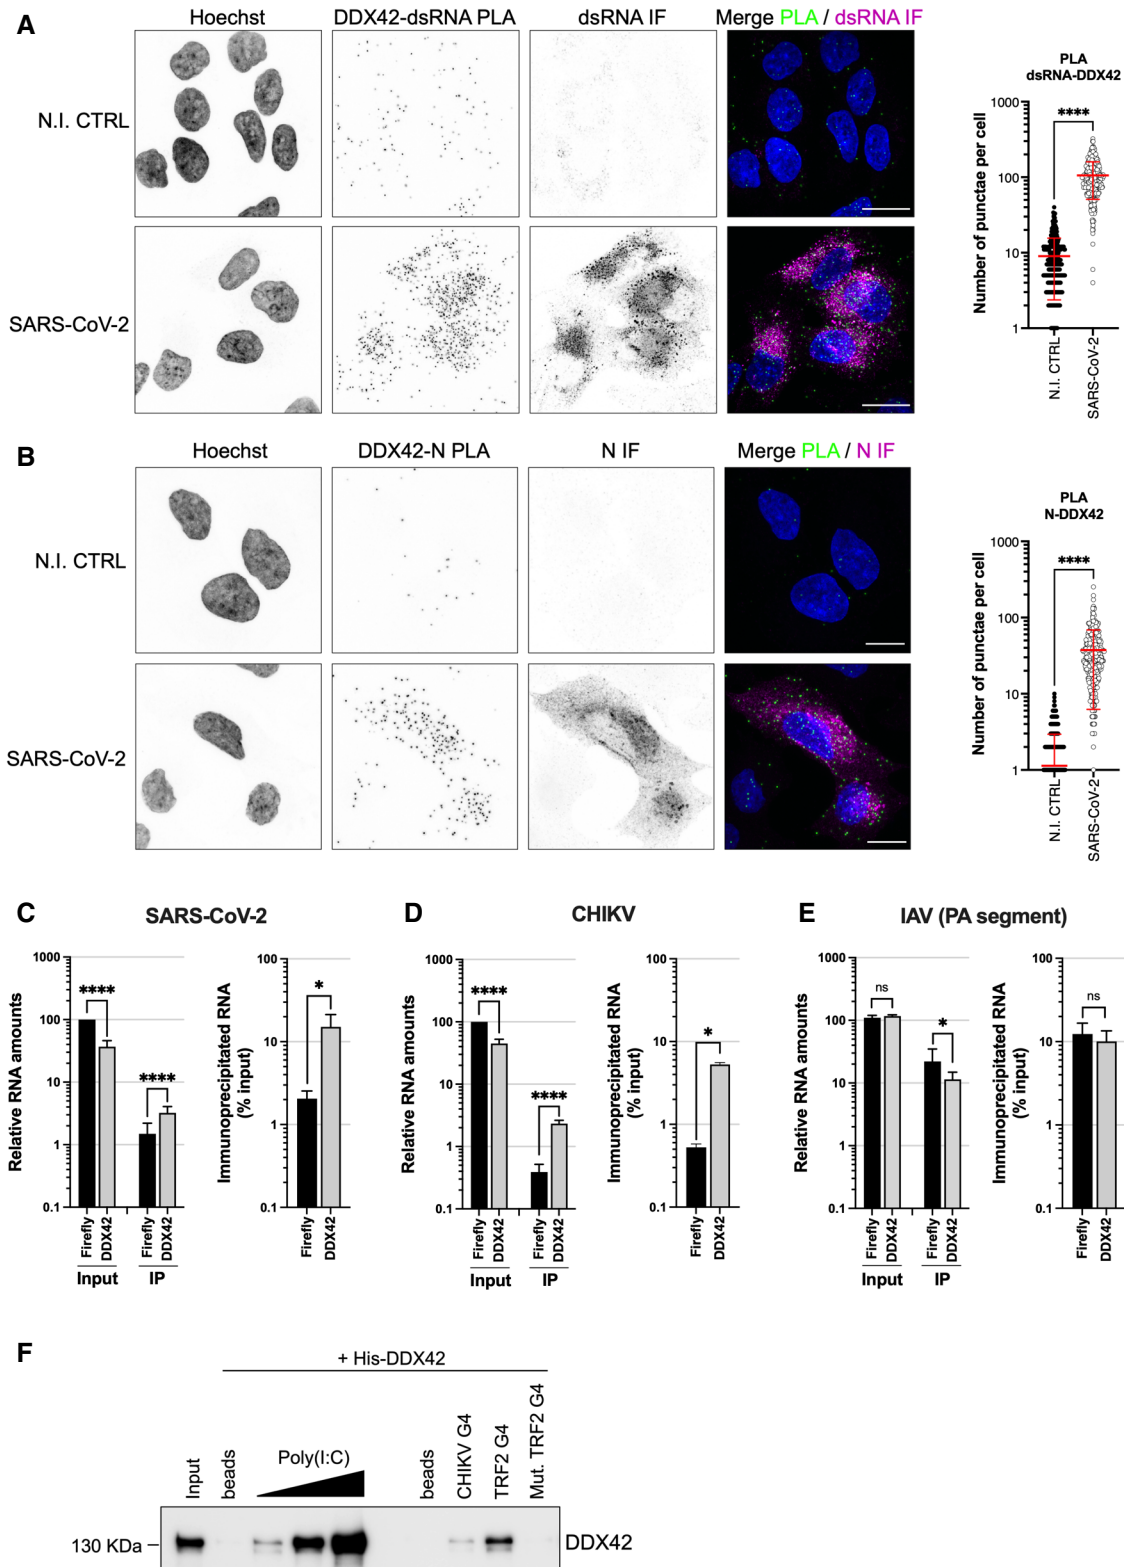 A
Hoechst
DDX42-dsRNA PLA
dsRNA IF
Merge PLA / dsRNA IF
N.I. CTRL
SARS-CoV-2
PLA
dsRNA-DDX42
Number of punctae per cell
1000
100
10
1
****
N.I. CTRL
SARS-CoV-2
B
Hoechst
DDX42-N PLA
N IF
Merge PLA / N IF
N.I. CTRL
SARS-CoV-2
PLA
N-DDX42
Number of punctae per cell
1000
100
10
1
****
N.I. CTRL
SARS-CoV-2
C
SARS-CoV-2
Relative RNA amounts
1000
100
10
1
0.1
****
****
Firefly
DDX42
Firefly
DDX42
Input
IP
Immunoprecipitated RNA
(% input)
100
10
1
0.1
*
Firefly
DDX42
D
CHIKV
Relative RNA amounts
1000
100
10
1
0.1
****
****
Firefly
DDX42
Firefly
DDX42
Input
IP
Immunoprecipitated RNA
(% input)
100
10
1
0.1
*
Firefly
DDX42
E
IAV (PA segment)
Relative RNA amounts
1000
100
10
1
0.1
ns
*
Firefly
DDX42
Firefly
DDX42
Input
IP
Immunoprecipitated RNA
(% input)
100
10
1
0.1
ns
Firefly
DDX42
F
+ His-DDX42
Input
beads
Poly(I:C)
beads
CHIKV G4
TRF2 G4
Mut. TRF2 G4
130 KDa
DDX42